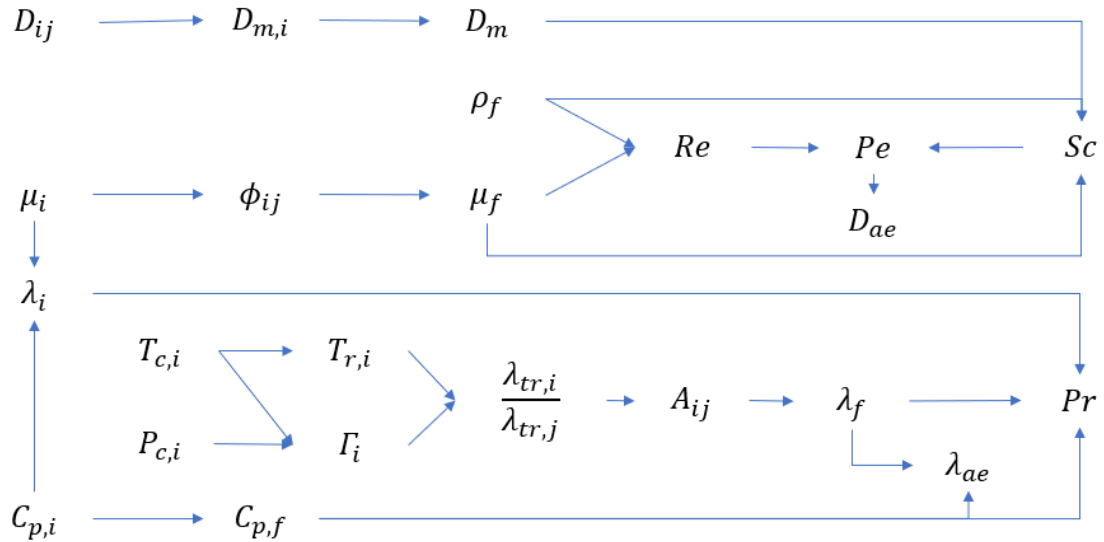 D_{ij} D_{m,i} D_m
ρ_f
Re Pe Sc
μ_i ϕ_{ij} μ_f
D_{ae}
λ_i
T_{c,i} T_{r,i}
\frac{λ_{tr,i}}{λ_{tr,j}} A_{ij} λ_f Pr
P_{c,i} Γ_i
λ_{ae}
C_{p,i} C_{p,f}